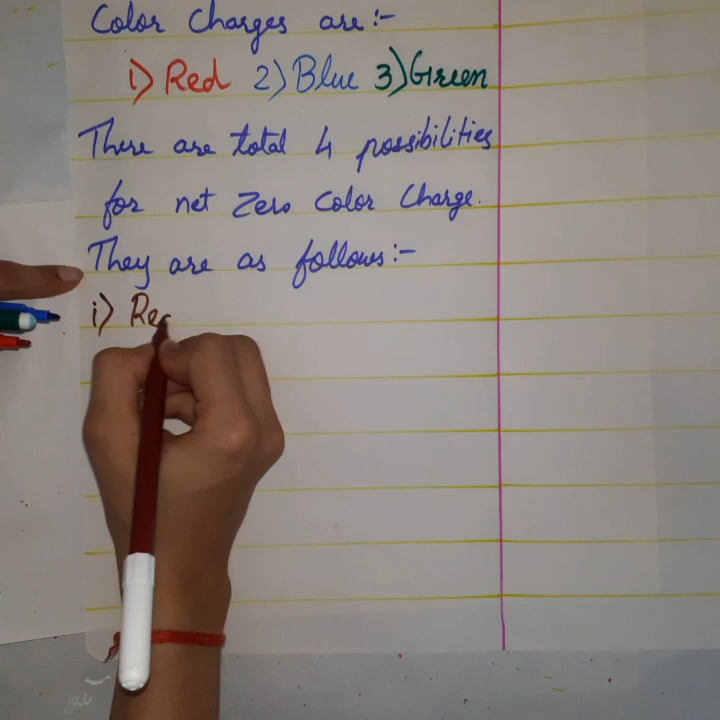 Color Charges are:-
1) Red 2) Blue 3) Green
There are total 4 possibilities
for net Zero Color Charge.
They are as follows:-
i) Re